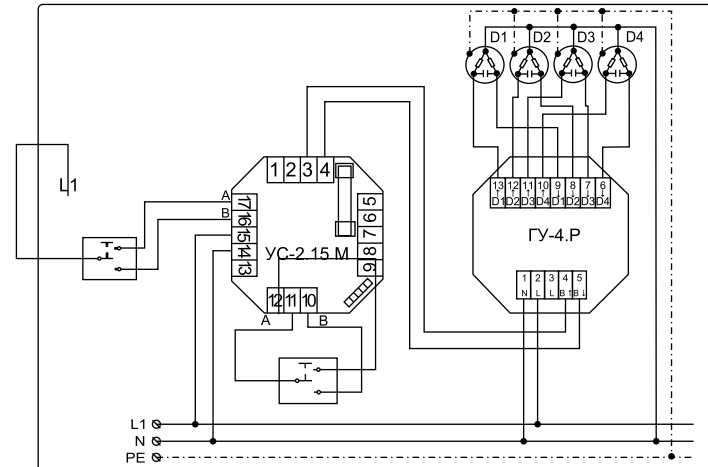 D1 D2 D3 D4
L1
1 2 3 4
A 17
B 16
15
14
13
5
6
7
8
9
УС-2.15 М
12 11 10
A B
13 12 11 10 9 8 7 6
↑D1 ↑D2 ↑D3 ↑D4 ↓D1 ↓D2 ↓D3 ↓D4
ГУ-4.Р
1 2 3 4 5
N L L B↑ B↓
L1
N
PE